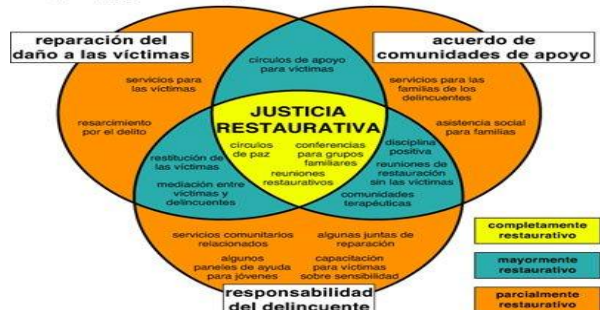 reparación del
daño a las víctimas
acuerdo de
comunidades de apoyo
círculos de apoyo
para víctimas
servicios para
las víctimas
resarcimiento
por el delito
servicios para las
familias de los
delincuentes
asistencia social
para familias
JUSTICIA
RESTAURATIVA
círculos
de paz
conferencias
para grupos
familiares
reuniones
restaurativos
restitución de
las víctimas
mediación entre
víctimas y
delincuentes
disciplina
positiva
reuniones de
restauración
sin las víctimas
comunidades
terapéuticas
servicios comunitarios
relacionados
algunas juntas de
reparación
algunos
paneles de ayuda
para jóvenes
capacitación
para víctimas
sobre sensibilidad
responsabilidad
del delincuente
completamente
restaurativo
mayormente
restaurativo
parcialmente
restaurativo